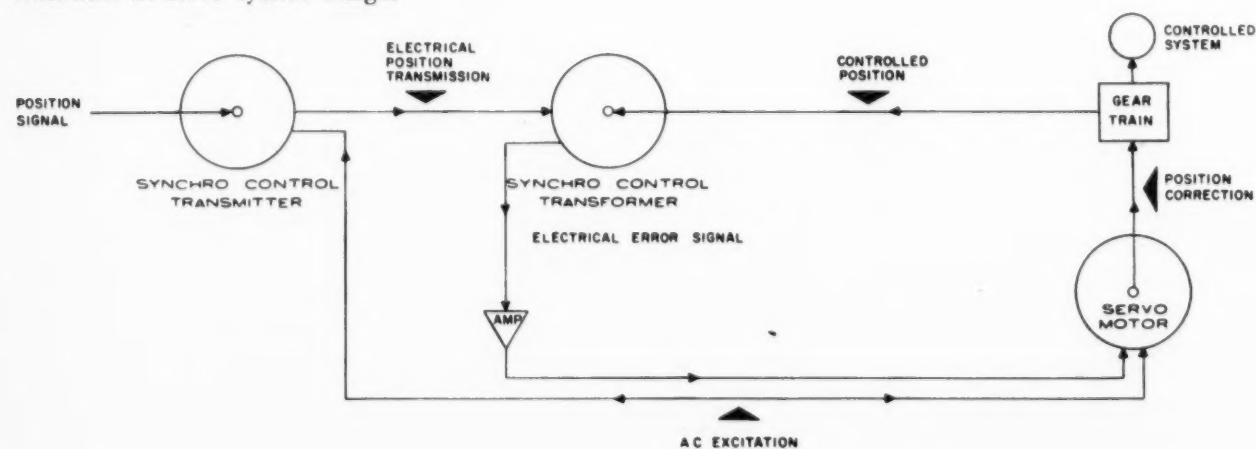 POSITION
SIGNAL
SYNCHRO CONTROL
TRANSMITTER
ELECTRICAL
POSITION
TRANSMISSION
SYNCHRO CONTROL
TRANSFORMER
ELECTRICAL ERROR SIGNAL
AMP
CONTROLLED
POSITION
CONTROLLED
SYSTEM
GEAR
TRAIN
POSITION
CORRECTION
SERVO
MOTOR
AC EXCITATION